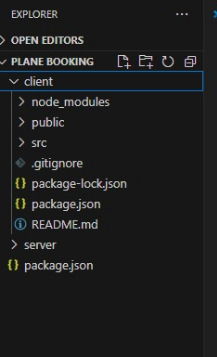 EXPLORER
OPEN EDITORS
PLANE BOOKING
client
node_modules
public
src
.gitignore
package-lock.json
package.json
README.md
server
package.json